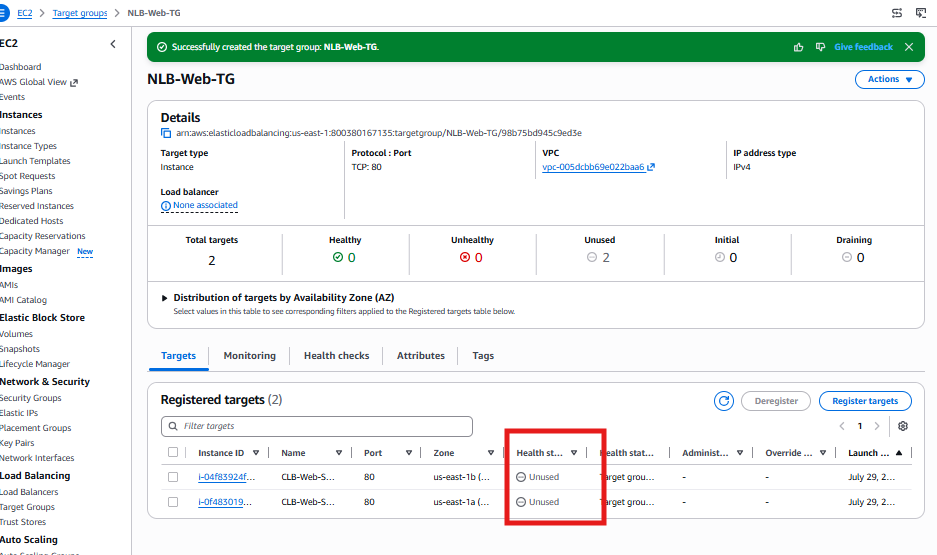 EC2 > Target groups > NLB-Web-TG
EC2
Dashboard
AWS Global View
Events
Instances
Instances
Instance Types
Launch Templates
Spot Requests
Savings Plans
Reserved Instances
Dedicated Hosts
Capacity Reservations
Capacity Manager New
Images
AMIs
AMI Catalog
Elastic Block Store
Volumes
Snapshots
Lifecycle Manager
Network & Security
Security Groups
Elastic IPs
Placement Groups
Key Pairs
Network Interfaces
Load Balancing
Load Balancers
Target Groups
Trust Stores
Auto Scaling
Auto Scaling Groups
Successfully created the target group: NLB-Web-TG.
Give feedback
NLB-Web-TG
Actions
Details
arn:aws:elasticloadbalancing:us-east-1:800380167135:targetgroup/NLB-Web-TG/98b75bd945c9ed3e
Target type
Instance
Protocol : Port
TCP: 80
VPC
vpc-005dcbb69e022baa6
IP address type
IPv4
Load balancer
None associated
Total targets
2
Healthy
0
Unhealthy
0
Unused
2
Initial
0
Draining
0
Distribution of targets by Availability Zone (AZ)
Select values in this table to see corresponding filters applied to the Registered targets table below.
Targets Monitoring Health checks Attributes Tags
Registered targets (2)
Deregister
Register targets
Filter targets
1
Instance ID Name Port Zone Health st... Health stat... Administ... Override ... Launch ...
i-04f83924f... CLB-Web-S... 80 us-east-1b (... Unused Target grou... - - July 29, 2...
i-0f483019... CLB-Web-S... 80 us-east-1a (... Unused Target grou... - - July 29, 2...